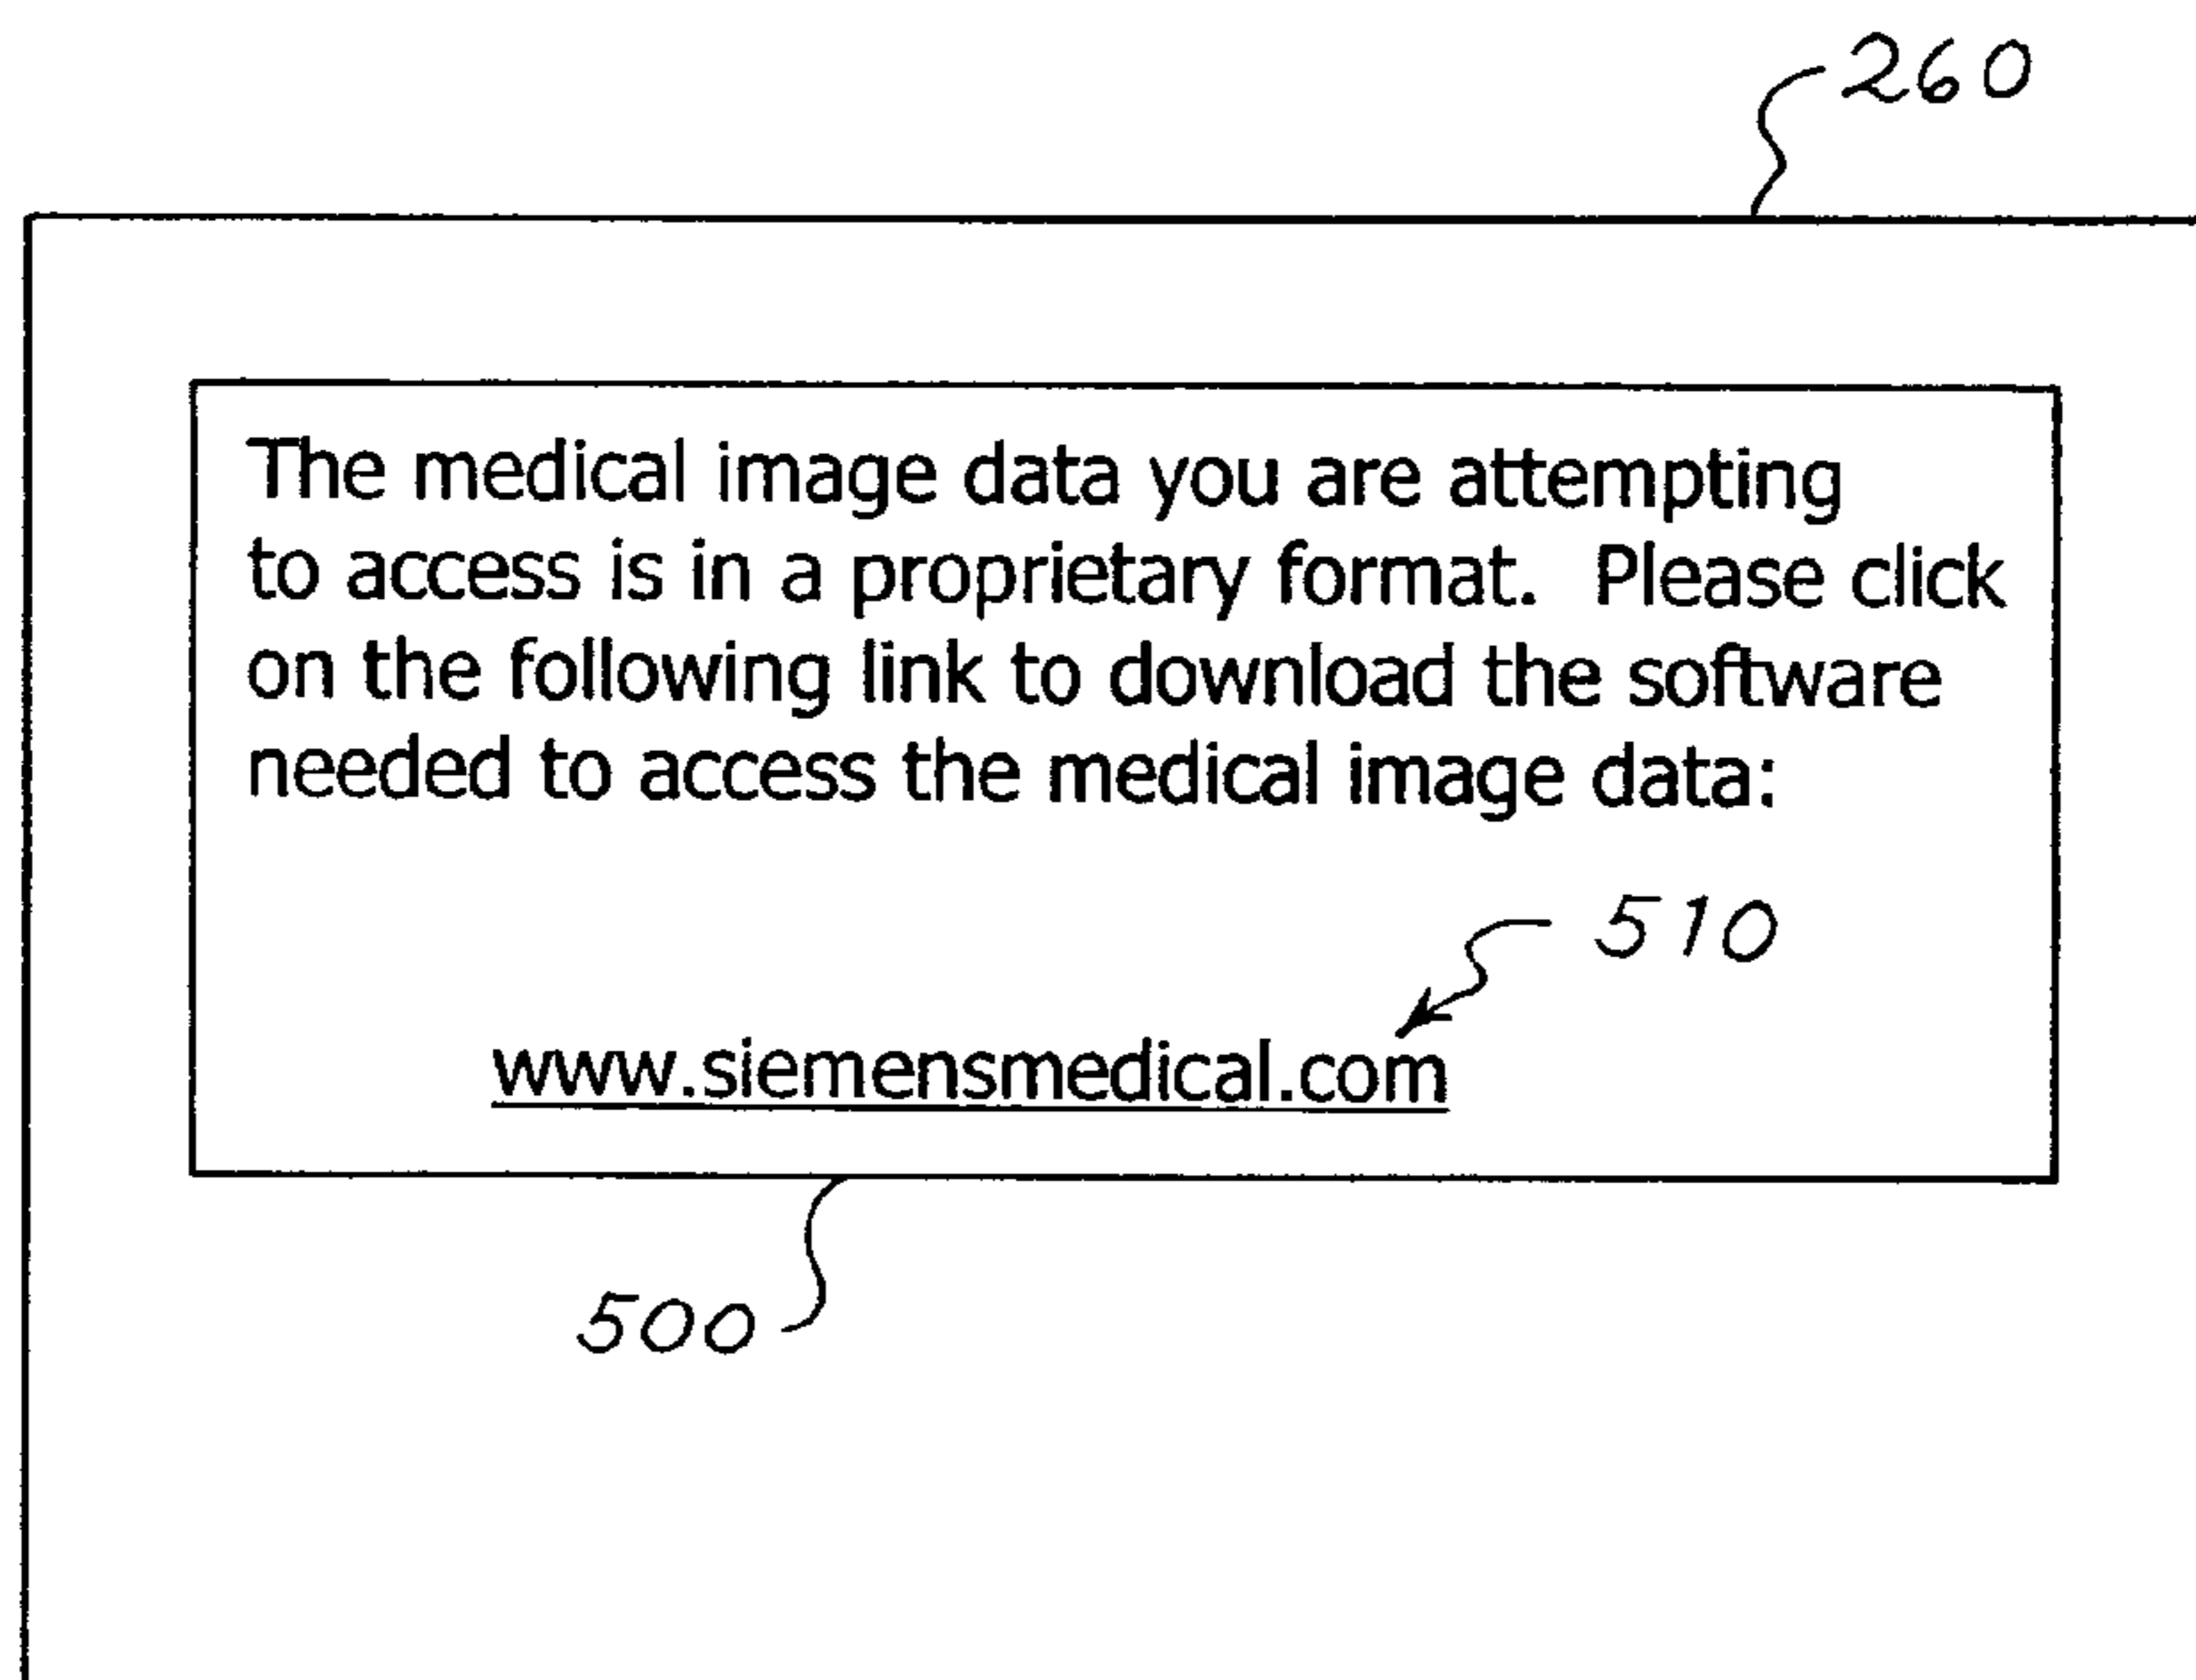 260
The medical image data you are attempting
to access is in a proprietary format.  Please click
on the following link to download the software
needed to access the medical image data:
510
www.siemensmedical.com
500